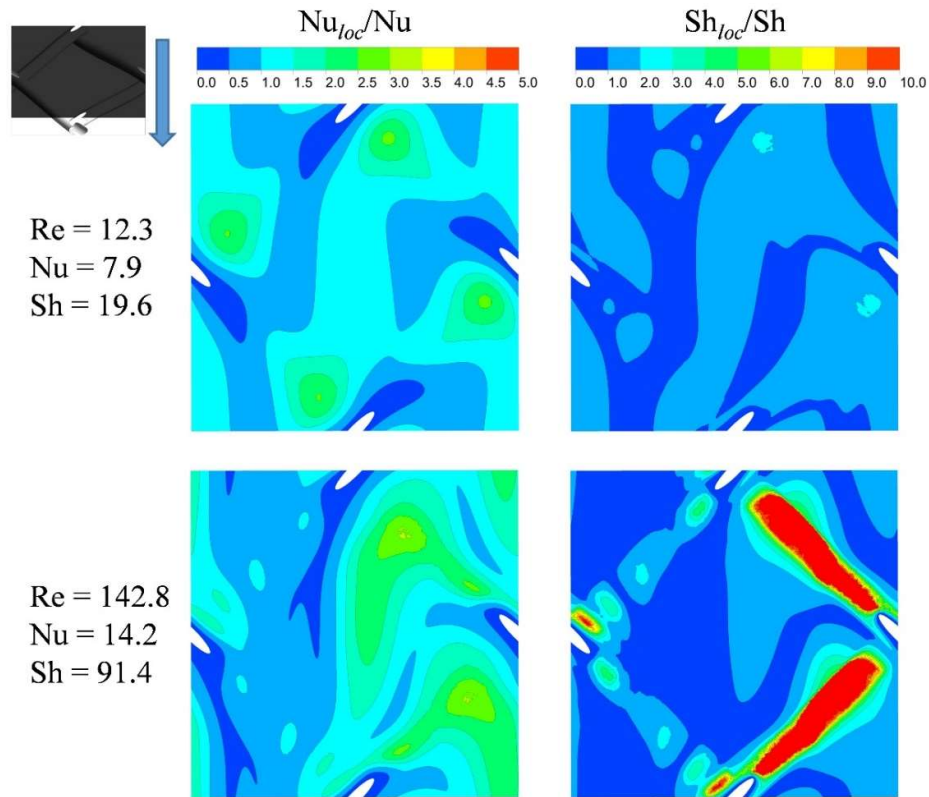 Nuloc/Nu
Shloc/Sh
0.0 0.5 1.0 1.5 2.0 2.5 3.0 3.5 4.0 4.5 5.0
0.0 1.0 2.0 3.0 4.0 5.0 6.0 7.0 8.0 9.0 10.0
Re = 12.3
Nu = 7.9
Sh = 19.6
Re = 142.8
Nu = 14.2
Sh = 91.4